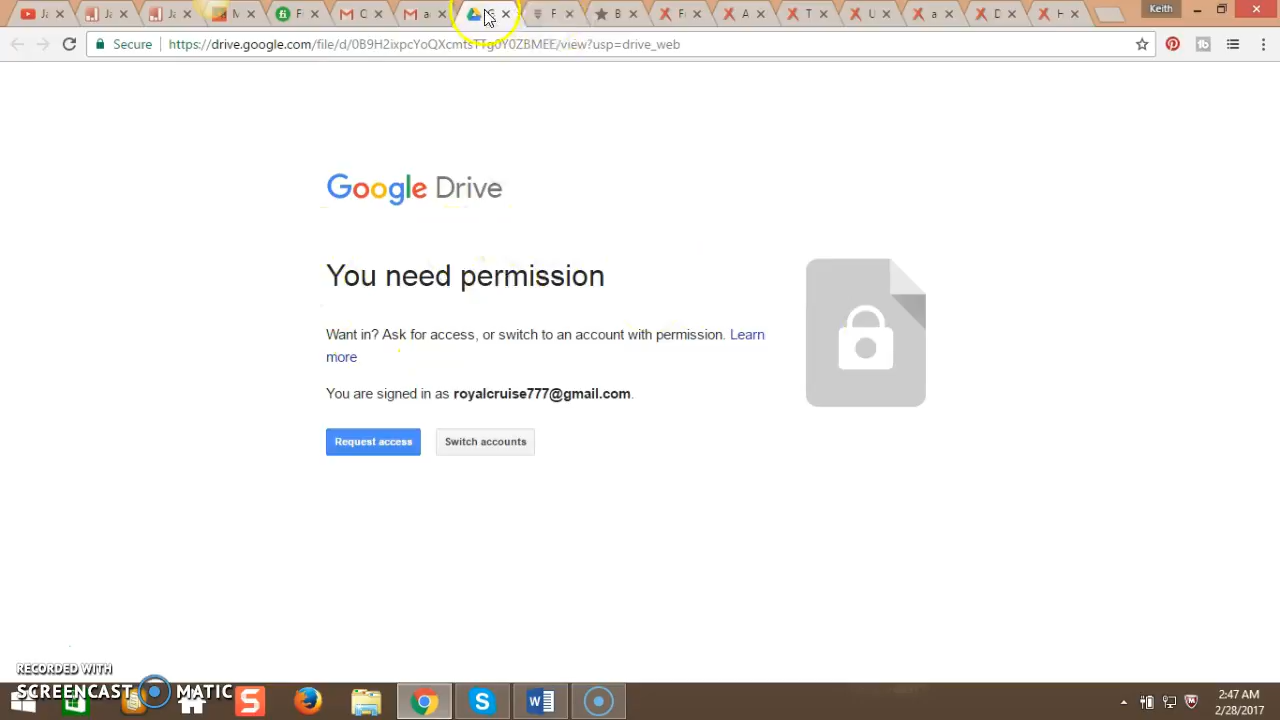 Keith
Secure
https://drive.google.com/file/d/0B9H2ixpcYoQXcmtsTTg0Y0ZBMEE/view?usp=drive_web
Google Drive
You need permission
Want in? Ask for access, or switch to an account with permission. Learn
more
You are signed in as royalcruise777@gmail.com.
Request access
Switch accounts
RECORDED WITH
SCREENCAST MATIC
2:47 AM
2/28/2017